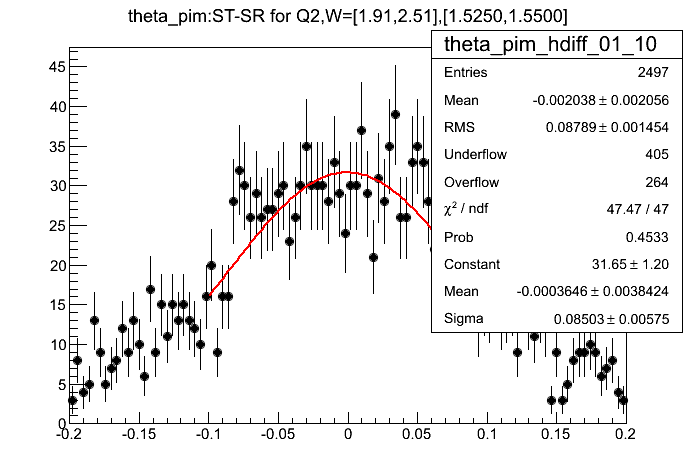 theta_pim:ST-SR for Q2,W=[1.91,2.51],[1.5250,1.5500]
theta_pim_hdiff_01_10
Entries 2497
Mean -0.002038 ± 0.002056
RMS 0.08789 ± 0.001454
Underflow 405
Overflow 264
χ² / ndf 47.47 / 47
Prob 0.4533
Constant 31.65 ± 1.20
Mean -0.0003646 ± 0.0038424
Sigma 0.08503 ± 0.00575
45
40
35
30
25
20
15
10
5
0
-0.2 -0.15 -0.1 -0.05 0 0.05 0.1 0.15 0.2